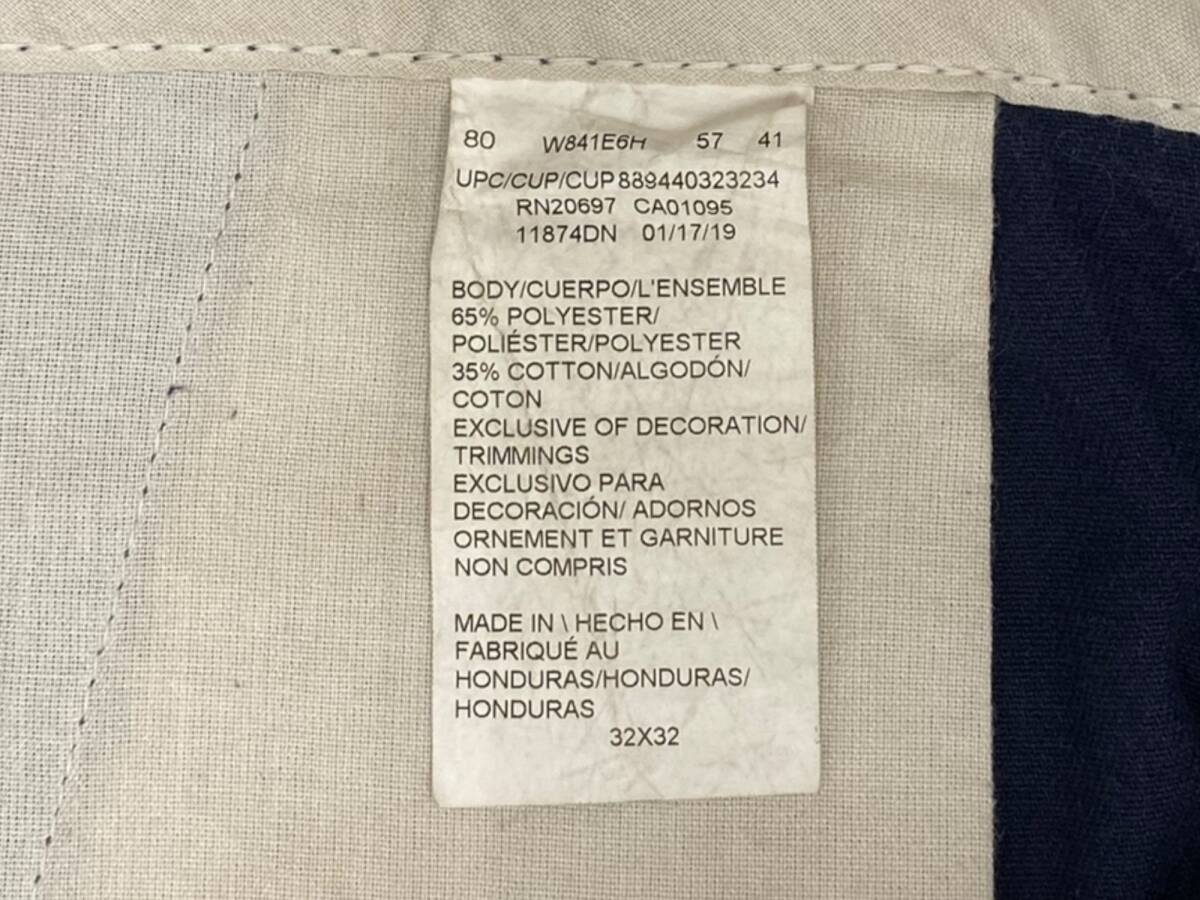 80 W841E6H 57 41
UPC/CUP/CUP 889440323234
RN20697 CA01095
11874DN 01/17/19
BODY/CUERPO/L'ENSEMBLE
65% POLYESTER/
POLIÉSTER/POLYESTER
35% COTTON/ALGODÓN/
COTON
EXCLUSIVE OF DECORATION/
TRIMMINGS
EXCLUSIVO PARA
DECORACIÓN/ ADORNOS
ORNEMENT ET GARNITURE
NON COMPRIS
MADE IN \ HECHO EN \
FABRIQUÉ AU
HONDURAS/HONDURAS/
HONDURAS
32X32